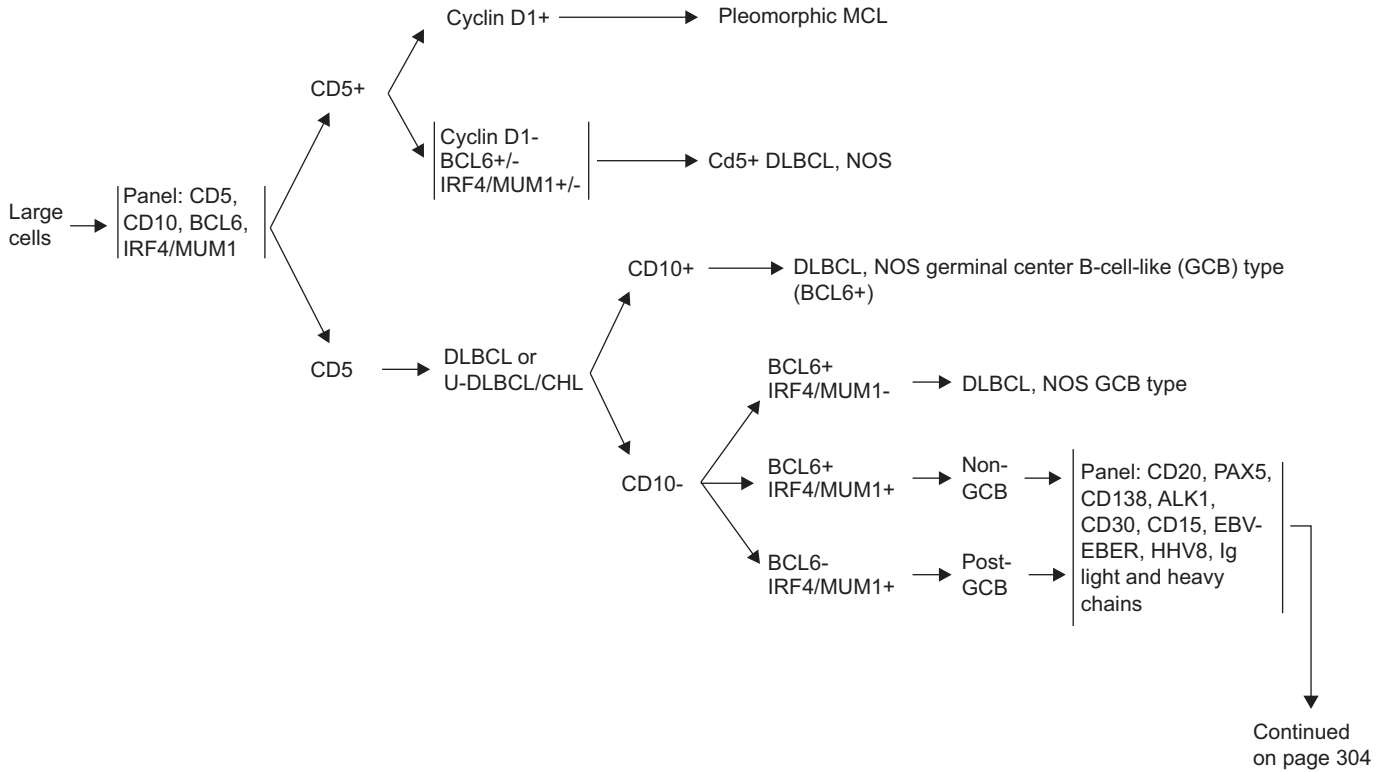 Cyclin D1+
Pleomorphic MCL
CD5+
Cyclin D1-
BCL6+/-
IRF4/MUM1+/-
Cd5+ DLBCL, NOS
Large
cells
Panel: CD5,
CD10, BCL6,
IRF4/MUM1
CD10+
DLBCL, NOS germinal center B-cell-like (GCB) type
(BCL6+)
CD5
DLBCL or
U-DLBCL/CHL
BCL6+
IRF4/MUM1-
DLBCL, NOS GCB type
CD10-
BCL6+
IRF4/MUM1+
Non-
GCB
BCL6-
IRF4/MUM1+
Post-
GCB
Panel: CD20, PAX5,
CD138, ALK1,
CD30, CD15, EBV-
EBER, HHV8, Ig
light and heavy
chains
Continued
on page 304